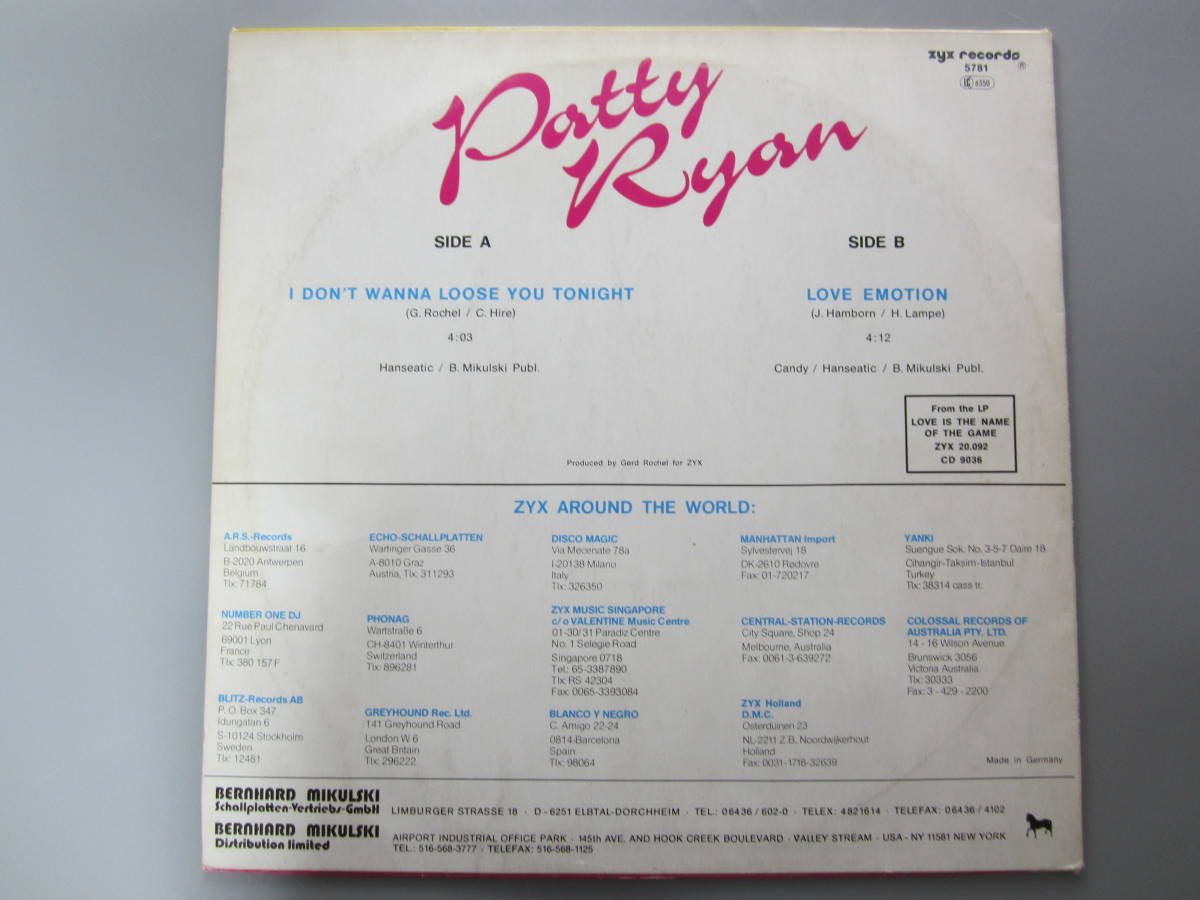 zyx records
5781 ®
LC 6350
Patty
Ryan
SIDE A
I DON'T WANNA LOOSE YOU TONIGHT
(G. Rochel / C. Hire)
4:03
Hanseatic / B. Mikulski Publ.
SIDE B
LOVE EMOTION
(J. Hamborn / H. Lampe)
4:12
Candy / Hanseatic / B. Mikulski Publ.
From the LP
LOVE IS THE NAME
OF THE GAME
ZYX 20.092
CD 9036
Produced by Gerd Rochel for ZYX
ZYX AROUND THE WORLD:
A.R.S.-Records
Landbouwstraat 16
B-2020 Antwerpen
Belgium
Tlx: 71784
ECHO-SCHALLPLATTEN
Wartinger Gasse 36
A-8010 Graz
Austria, Tlx: 311293
DISCO MAGIC
Via Mecenate 78a
I-20138 Milano
Italy
Tlx: 326350
MANHATTAN Import
Sylvestervej 18
DK-2610 Rødovre
Fax: 01-720217
YANKI
Suengue Sok. No. 3-5-7 Daire 18
Cihangir-Taksim-Istanbul
Turkey
Tlx: 38314 cass tr.
NUMBER ONE DJ
22 Rue Paul Chenavard
69001 Lyon
France
Tlx: 380 157 F
PHONAG
Wartstraße 6
CH-8401 Winterthur
Switzerland
Tlx: 896281
ZYX MUSIC SINGAPORE
c/o VALENTINE Music Centre
01-30/31 Paradiz Centre
No. 1 Selegie Road
Singapore 0718
Tel.: 65-3387890
Tlx RS 42304
Fax: 0065-3393084
CENTRAL-STATION-RECORDS
City Square, Shop 24
Melbourne, Australia
Fax: 0061-3-639272
COLOSSAL RECORDS OF
AUSTRALIA PTY. LTD.
14 - 16 Wilson Avenue
Brunswick 3056
Victoria Australia
Tlx: 30333
Fax: 3 - 429 - 2200
BLITZ-Records AB
P. O. Box 347
Idungatan 6
S-10124 Stockholm
Sweden
Tlx: 12481
GREYHOUND Rec. Ltd.
141 Greyhound Road
London W 6
Great Britain
Tlx: 296222
BLANCO Y NEGRO
C. Amigo 22-24
0814-Barcelona
Spain
Tlx: 98064
ZYX Holland
D.M.C.
Osterduinen 23
NL-2211 Z.B. Noordwijkerhout
Holland
Fax: 0031-1718-32639
Made in Germany
BERNHARD MIKULSKI
Schallplatten-Vertriebs-GmbH LIMBURGER STRASSE 18 · D - 6251 ELBTAL-DORCHHEIM · TEL.: 06436 / 602-0 · TELEX: 4821614 · TELEFAX: 06436 / 4102
BERNHARD MIKULSKI
Distribution limited AIRPORT INDUSTRIAL OFFICE PARK · 145th AVE. AND HOOK CREEK BOULEVARD · VALLEY STREAM · USA - NY 11581 NEW YORK
TEL.: 516-568-3777 · TELEFAX: 516-568-1125